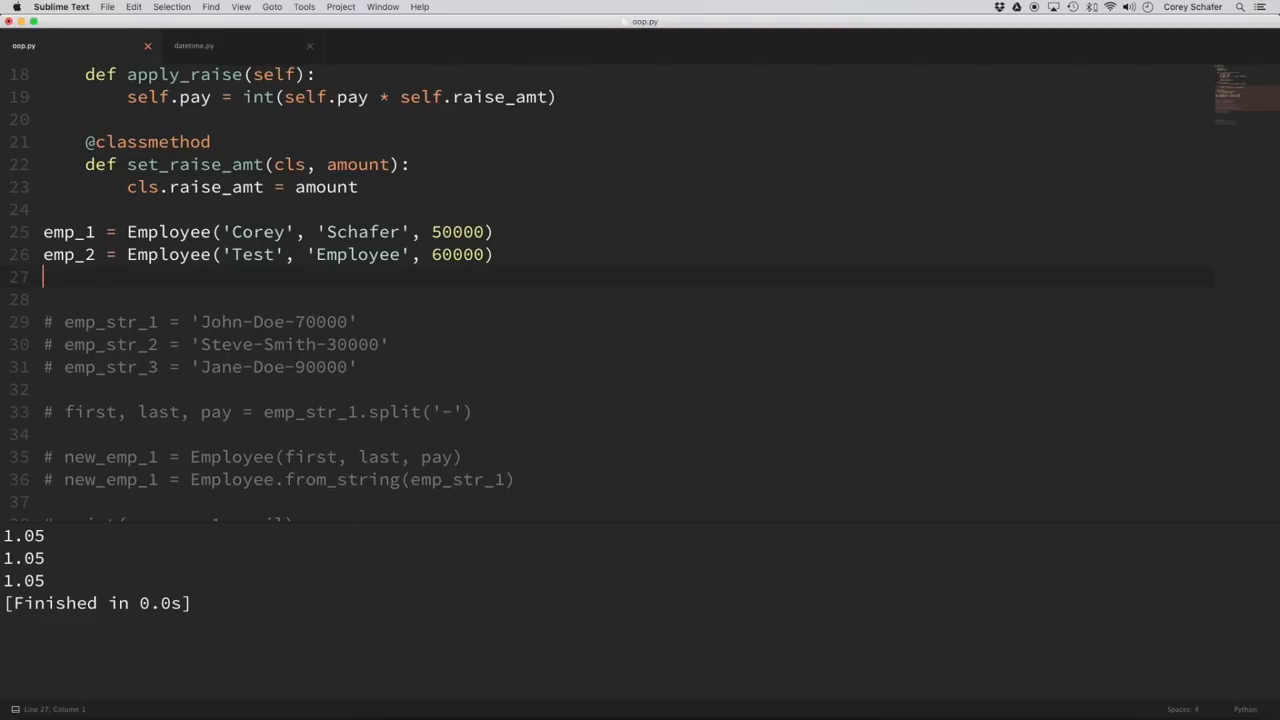 Sublime Text File Edit Selection Find View Goto Tools Project Window Help Corey Schafer
oop.py
oop.py datetime.py
18 def apply_raise(self):
19 self.pay = int(self.pay * self.raise_amt)
20
21 @classmethod
22 def set_raise_amt(cls, amount):
23 cls.raise_amt = amount
24
25 emp_1 = Employee('Corey', 'Schafer', 50000)
26 emp_2 = Employee('Test', 'Employee', 60000)
27
28
29 # emp_str_1 = 'John-Doe-70000'
30 # emp_str_2 = 'Steve-Smith-30000'
31 # emp_str_3 = 'Jane-Doe-90000'
32
33 # first, last, pay = emp_str_1.split('-')
34
35 # new_emp_1 = Employee(first, last, pay)
36 # new_emp_1 = Employee.from_string(emp_str_1)
37
1.05
1.05
1.05
[Finished in 0.0s]
Line 27, Column 1 Spaces: 4 Python